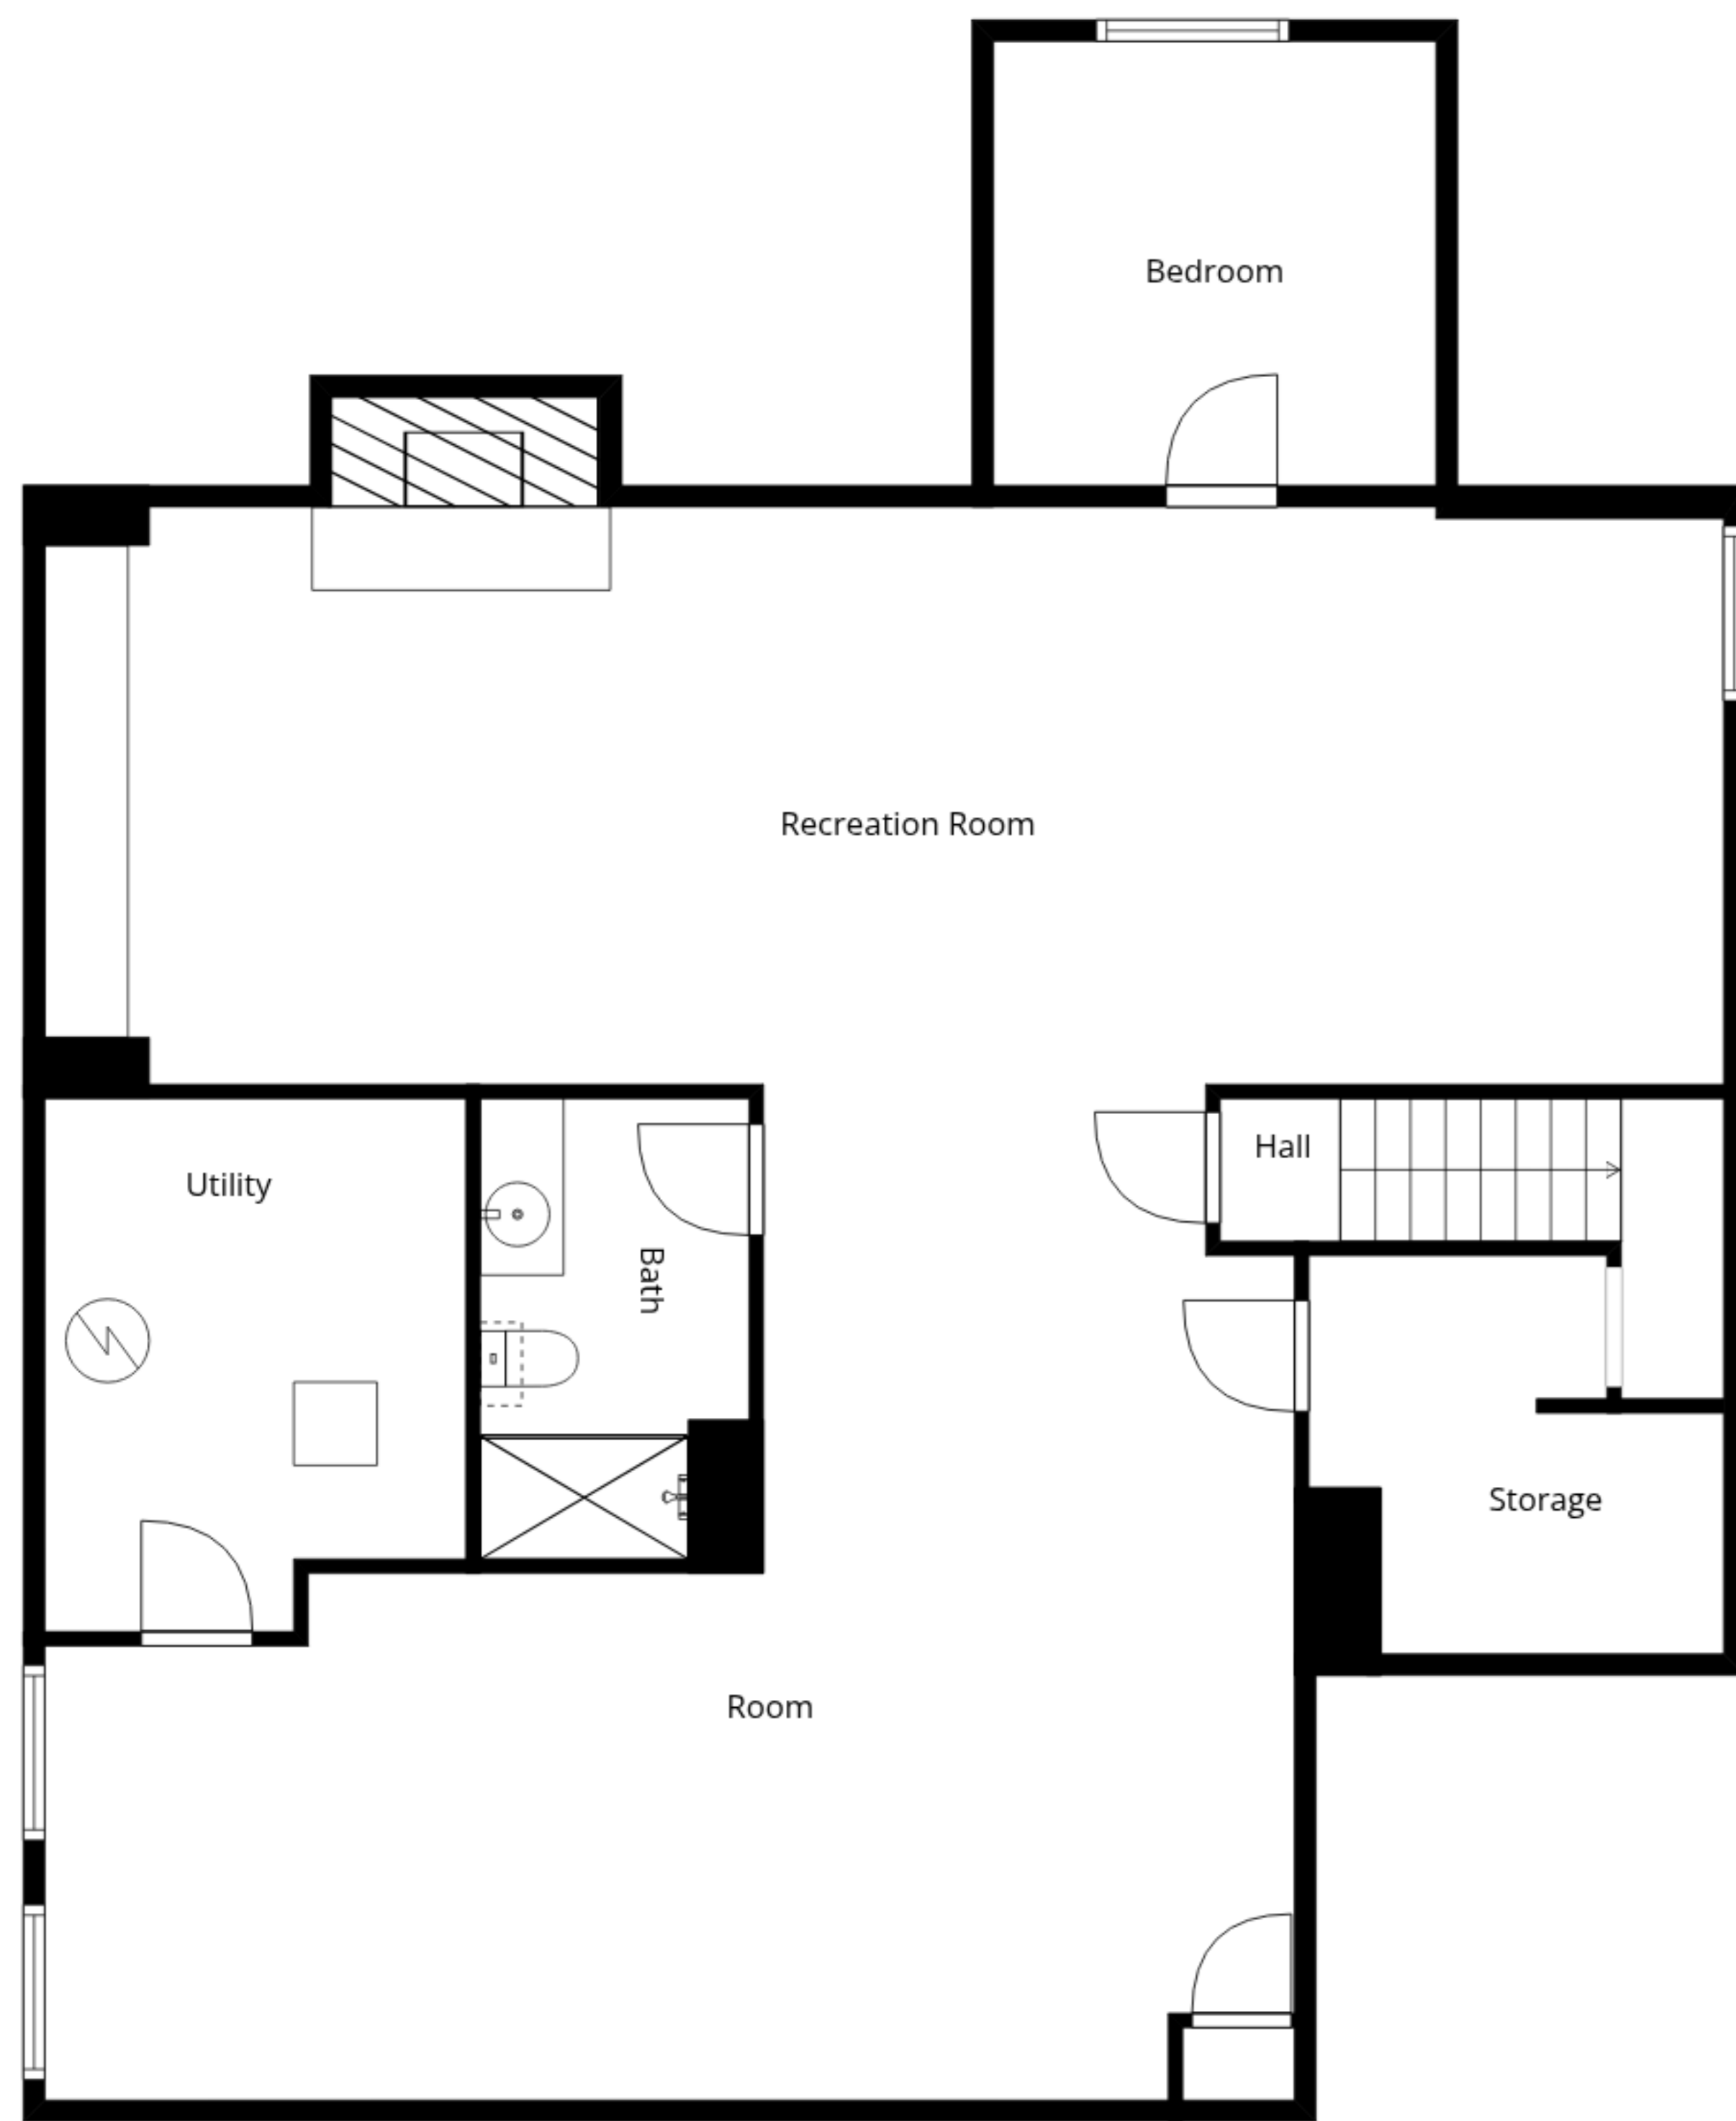 Bedroom
Recreation Room
Hall
Utility
Bath
Storage
Room